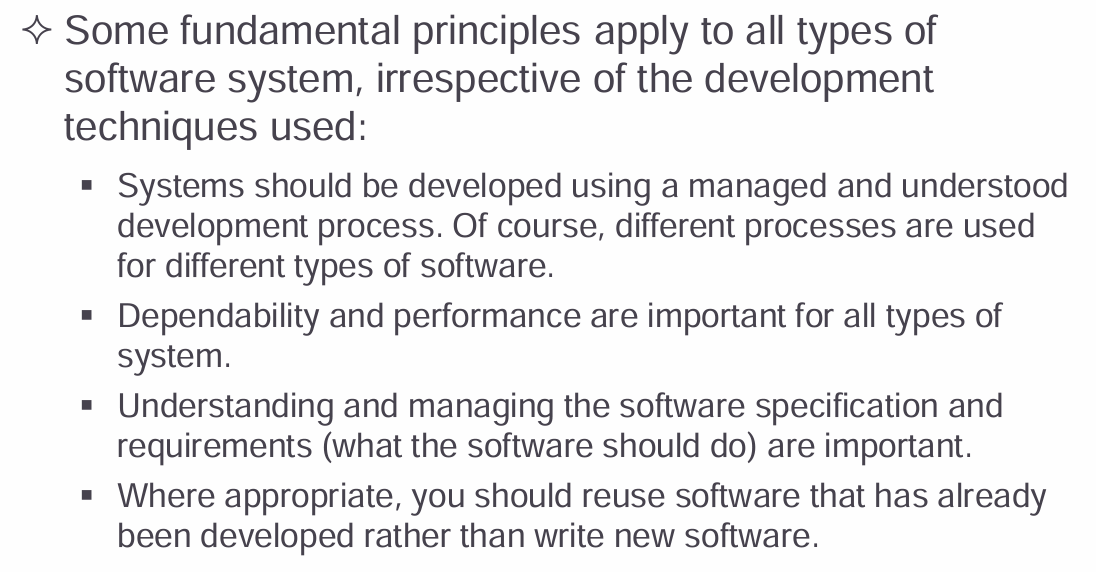 ✧ Some fundamental principles apply to all types of
software system, irrespective of the development
techniques used:
▪ Systems should be developed using a managed and understood
development process. Of course, different processes are used
for different types of software.
▪ Dependability and performance are important for all types of
system.
▪ Understanding and managing the software specification and
requirements (what the software should do) are important.
▪ Where appropriate, you should reuse software that has already
been developed rather than write new software.